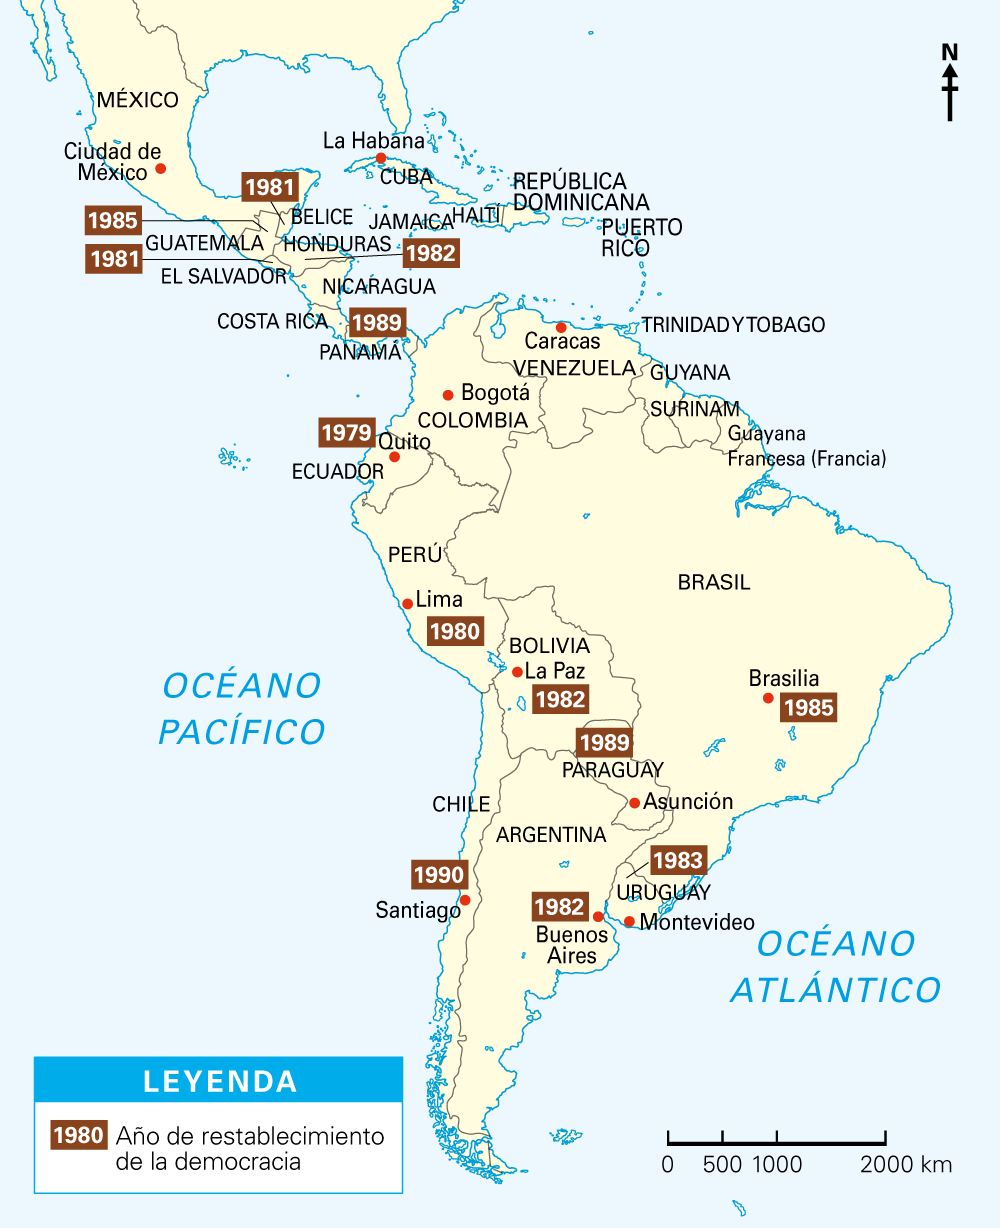 N
MÉXICO
La Habana
Ciudad de
México
CUBA
REPÚBLICA
DOMINICANA
1981
BELICE
JAMAICA
HAITÍ
PUERTO
RICO
1985
GUATEMALA
HONDURAS
1982
1981
EL SALVADOR
NICARAGUA
COSTA RICA
1989
PANAMÁ
TRINIDAD Y TOBAGO
Caracas
VENEZUELA
GUYANA
Bogotá
COLOMBIA
SURINAM
Guayana
Francesa (Francia)
1979
Quito
ECUADOR
PERÚ
BRASIL
Lima
1980
BOLIVIA
La Paz
1982
Brasilia
1985
OCÉANO
PACÍFICO
1989
PARAGUAY
Asunción
CHILE
ARGENTINA
1983
URUGUAY
1990
Santiago
1982
Buenos
Aires
Montevideo
OCÉANO
ATLÁNTICO
LEYENDA
1980 Año de restablecimiento
de la democracia
0 500 1000 2000 km